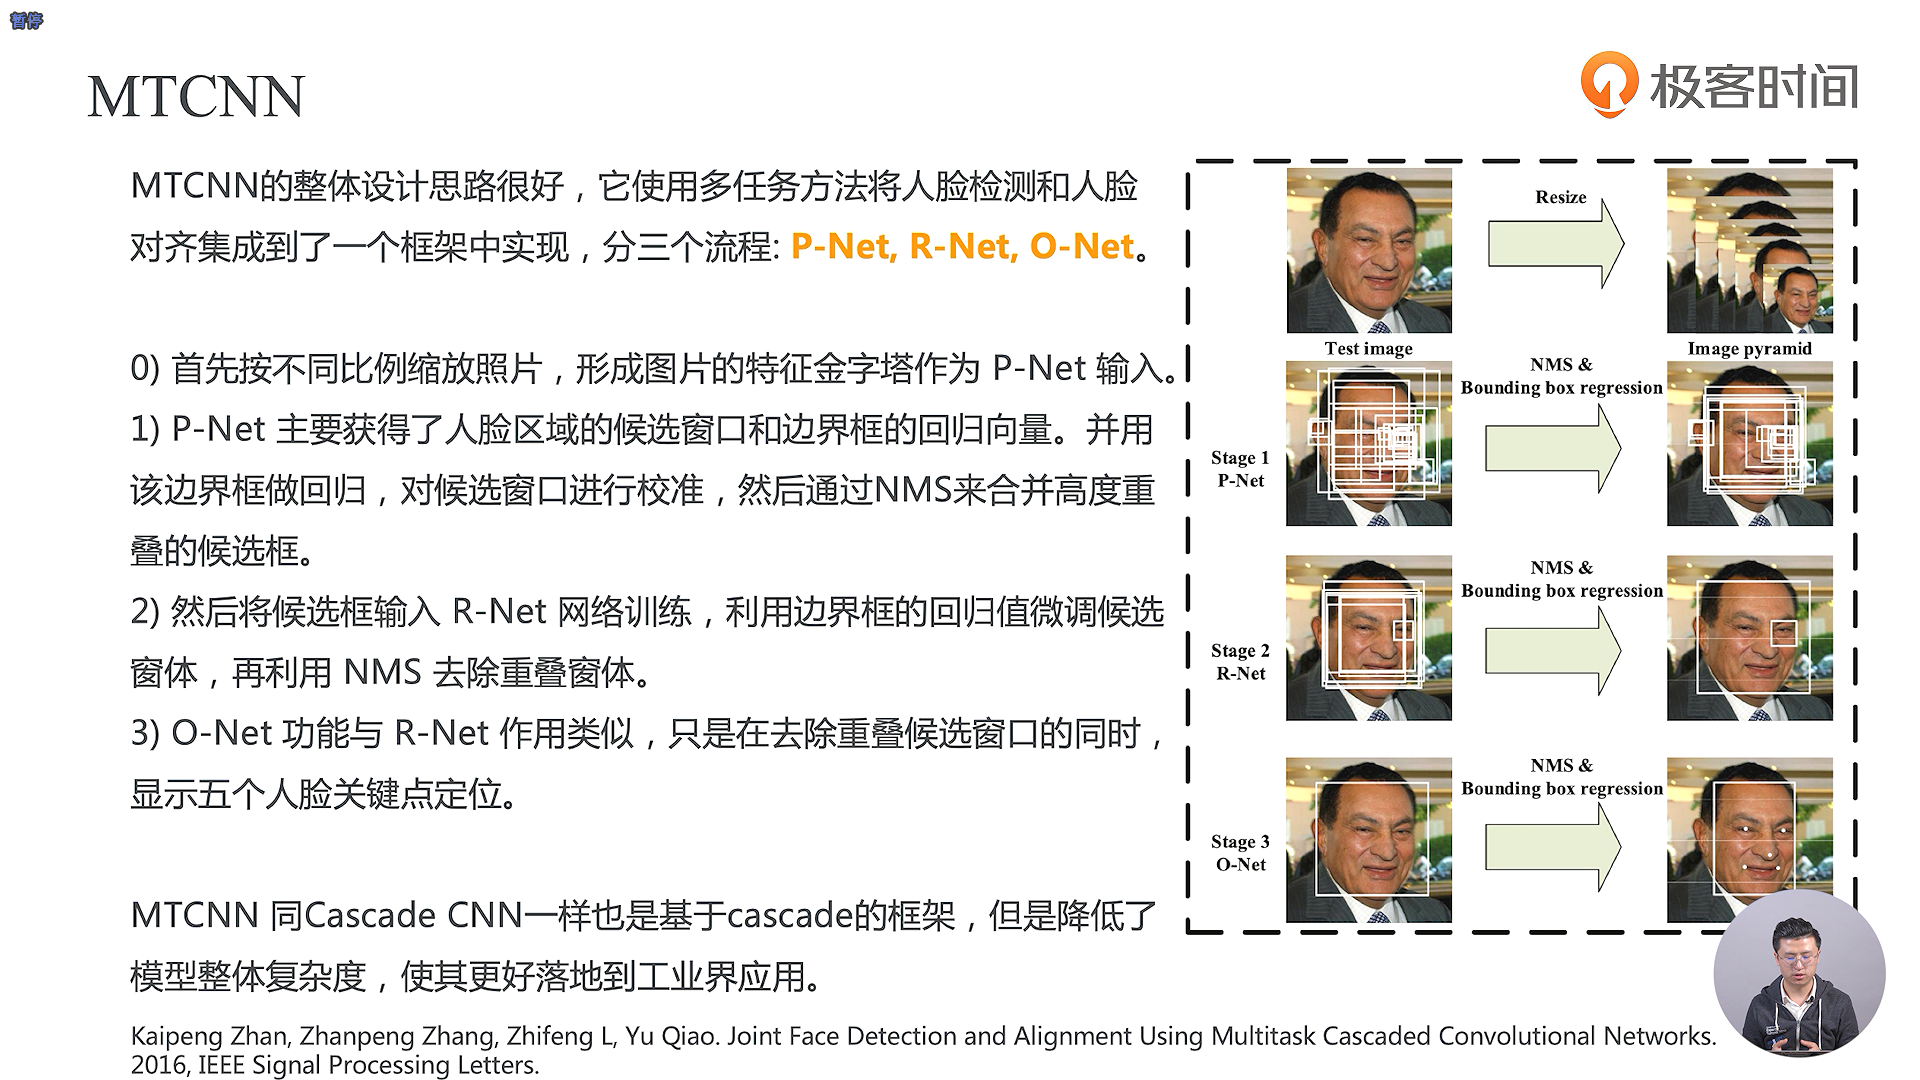 暂停
MTCNN
极客时间
MTCNN的整体设计思路很好，它使用多任务方法将人脸检测和人脸
对齐集成到了一个框架中实现，分三个流程: P-Net, R-Net, O-Net。
0) 首先按不同比例缩放照片，形成图片的特征金字塔作为 P-Net 输入。
1) P-Net 主要获得了人脸区域的候选窗口和边界框的回归向量。并用
该边界框做回归，对候选窗口进行校准，然后通过NMS来合并高度重
叠的候选框。
2) 然后将候选框输入 R-Net 网络训练，利用边界框的回归值微调候选
窗体，再利用 NMS 去除重叠窗体。
3) O-Net 功能与 R-Net 作用类似，只是在去除重叠候选窗口的同时，
显示五个人脸关键点定位。
MTCNN 同Cascade CNN一样也是基于cascade的框架，但是降低了
模型整体复杂度，使其更好落地到工业界应用。
Resize
Test image
Image pyramid
NMS &
Bounding box regression
Stage 1
P-Net
NMS &
Bounding box regression
Stage 2
R-Net
NMS &
Bounding box regression
Stage 3
O-Net
Kaipeng Zhan, Zhanpeng Zhang, Zhifeng L, Yu Qiao. Joint Face Detection and Alignment Using Multitask Cascaded Convolutional Networks.
2016, IEEE Signal Processing Letters.